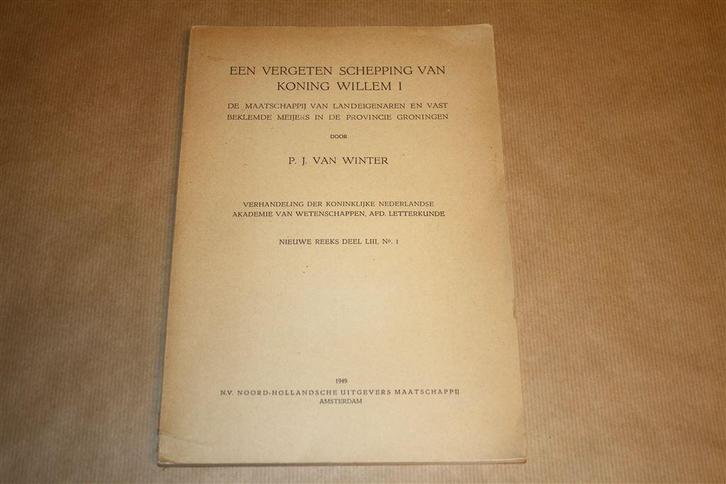 EEN VERGETEN SCHEPPING VAN
KONING WILLEM I
DE MAATSCHAPPIJ VAN LANDEIGENAREN EN VAST
BEKLEMDE MEIJERS IN DE PROVINCIE GRONINGEN
DOOR
P. J. VAN WINTER
VERHANDELING DER KONINKLIJKE NEDERLANDSE
AKADEMIE VAN WETENSCHAPPEN, AFD. LETTERKUNDE
NIEUWE REEKS DEEL LIII, No. 1
1949
N.V. NOORD-HOLLANDSCHE UITGEVERS MAATSCHAPPIJ
AMSTERDAM